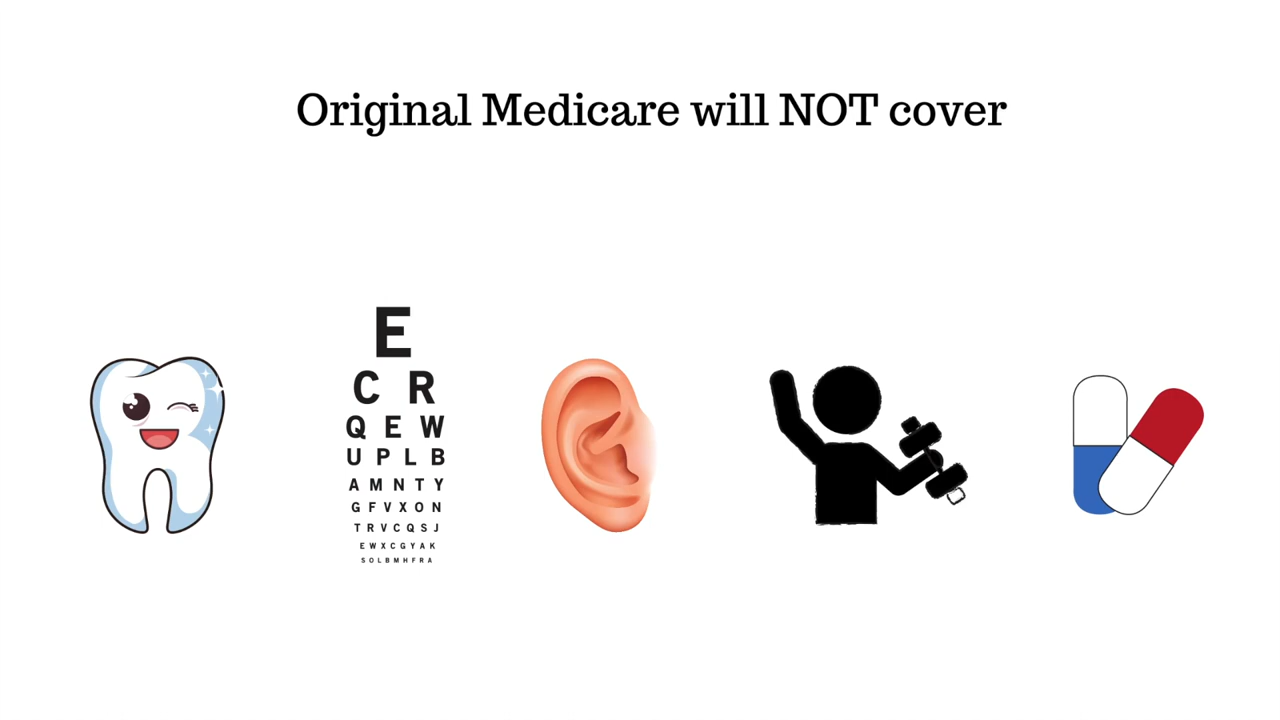 Original Medicare will NOT cover
E
C R
Q E W
U P L B
A M N T Y
G F V X O N
T R V C Q S J
E W X C G Y A K
S O L B M H F R A